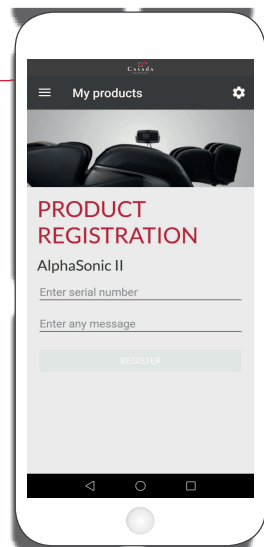 CASADA
My products
PRODUCT
REGISTRATION
AlphaSonic II
Enter serial number
Enter any message
REGISTER